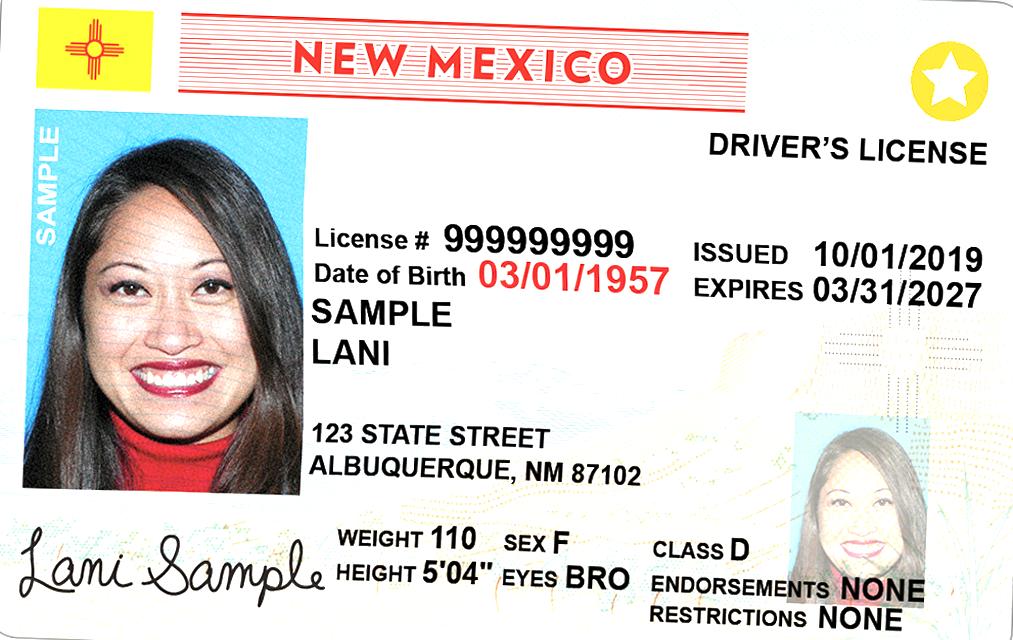 NEW MEXICO
DRIVER'S LICENSE
SAMPLE
License # 999999999
Date of Birth 03/01/1957
ISSUED 10/01/2019
EXPIRES 03/31/2027
SAMPLE
LANI
123 STATE STREET
ALBUQUERQUE, NM 87102
WEIGHT 110 SEX F
HEIGHT 5'04" EYES BRO
CLASS D
ENDORSEMENTS NONE
RESTRICTIONS NONE
Lani Sample